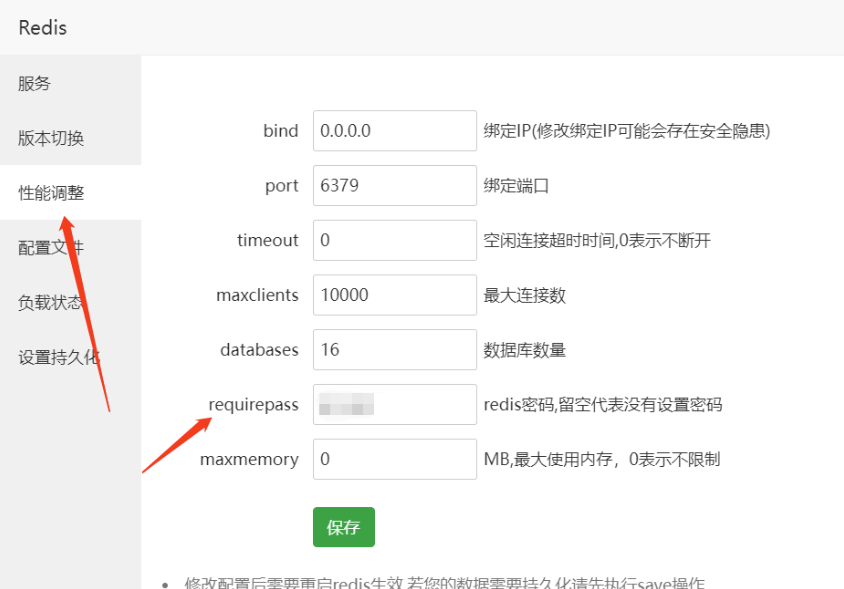 Redis
服务
版本切换
性能调整
配置文件
负载状态
设置持久化
bind 0.0.0.0 绑定IP(修改绑定IP可能会存在安全隐患)
port 6379 绑定端口
timeout 0 空闲连接超时时间,0表示不断开
maxclients 10000 最大连接数
databases 16 数据库数量
requirepass redis密码,留空代表没有设置密码
maxmemory 0 MB,最大使用内存，0表示不限制
保存
• 修改配置后需要重启redis生效,若您的数据需要持久化请先执行save操作